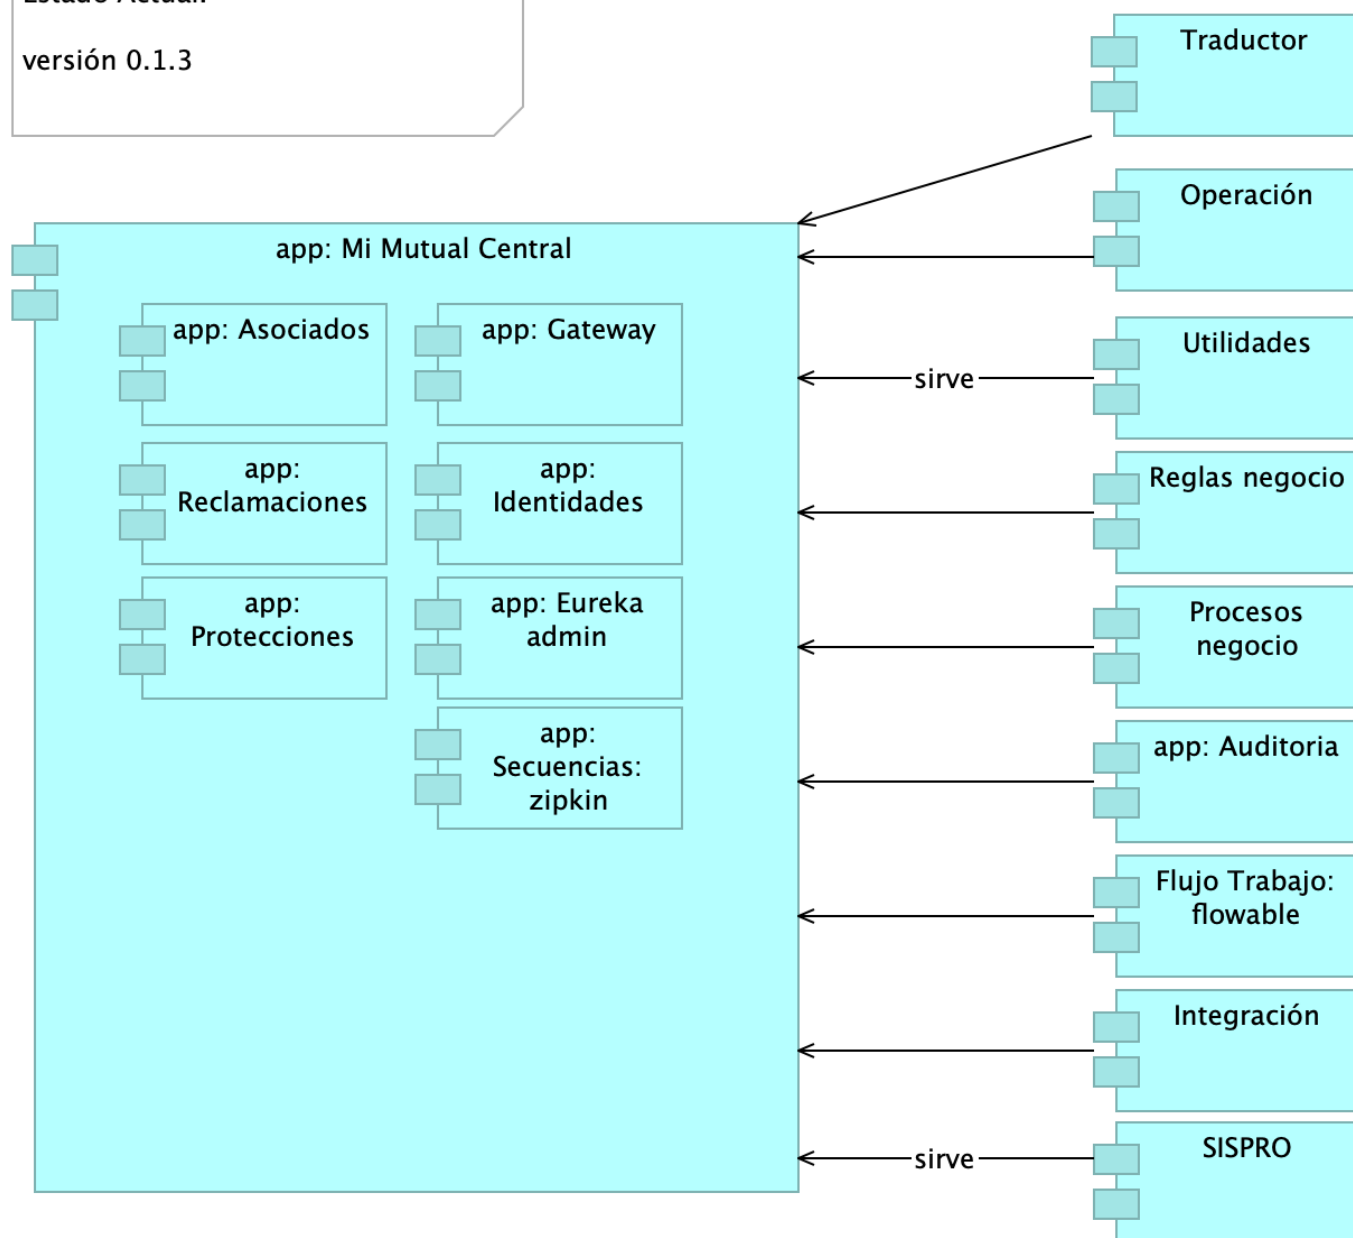 Estado Actual.
versión 0.1.3
Traductor
Operación
app: Mi Mutual Central
app: Asociados
app: Gateway
Utilidades
sirve
app:
Reclamaciones
app:
Identidades
Reglas negocio
app:
Protecciones
app: Eureka
admin
Procesos
negocio
app:
Secuencias:
zipkin
app: Auditoria
Flujo Trabajo:
flowable
Integración
SISPRO
sirve